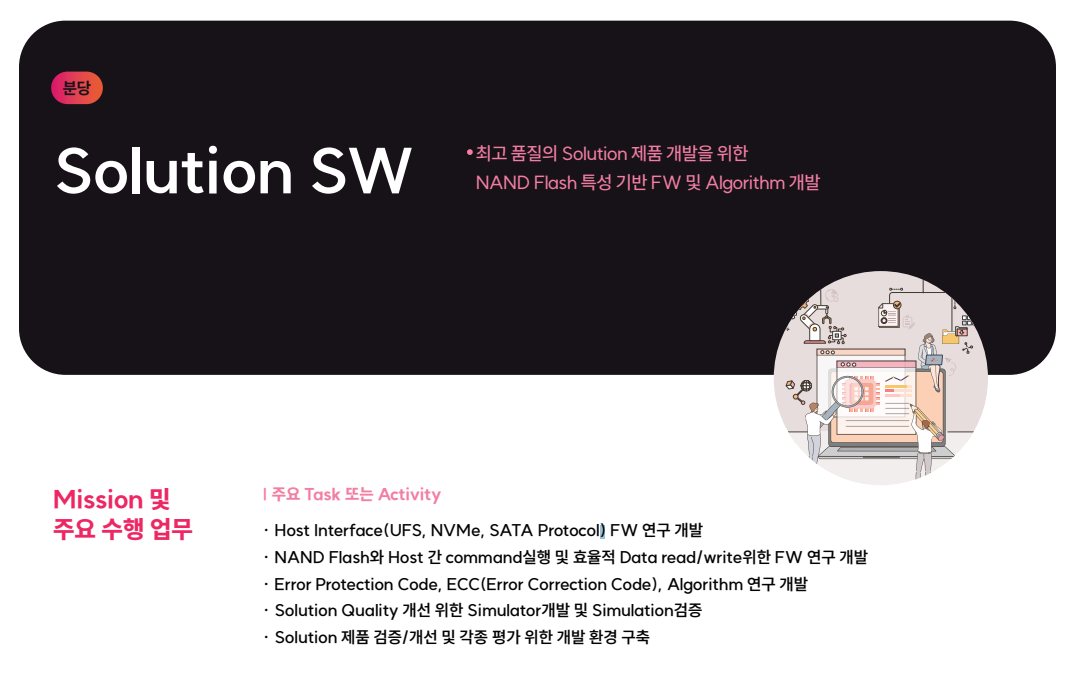 분당
Solution SW
•최고 품질의 Solution 제품 개발을 위한
NAND Flash 특성 기반 FW 및 Algorithm 개발
Mission 및
주요 수행 업무
| 주요 Task 또는 Activity
· Host Interface(UFS, NVMe, SATA Protocol) FW 연구 개발
· NAND Flash와 Host 간 command실행 및 효율적 Data read/write위한 FW 연구 개발
· Error Protection Code, ECC(Error Correction Code), Algorithm 연구 개발
· Solution Quality 개선 위한 Simulator개발 및 Simulation검증
· Solution 제품 검증/개선 및 각종 평가 위한 개발 환경 구축